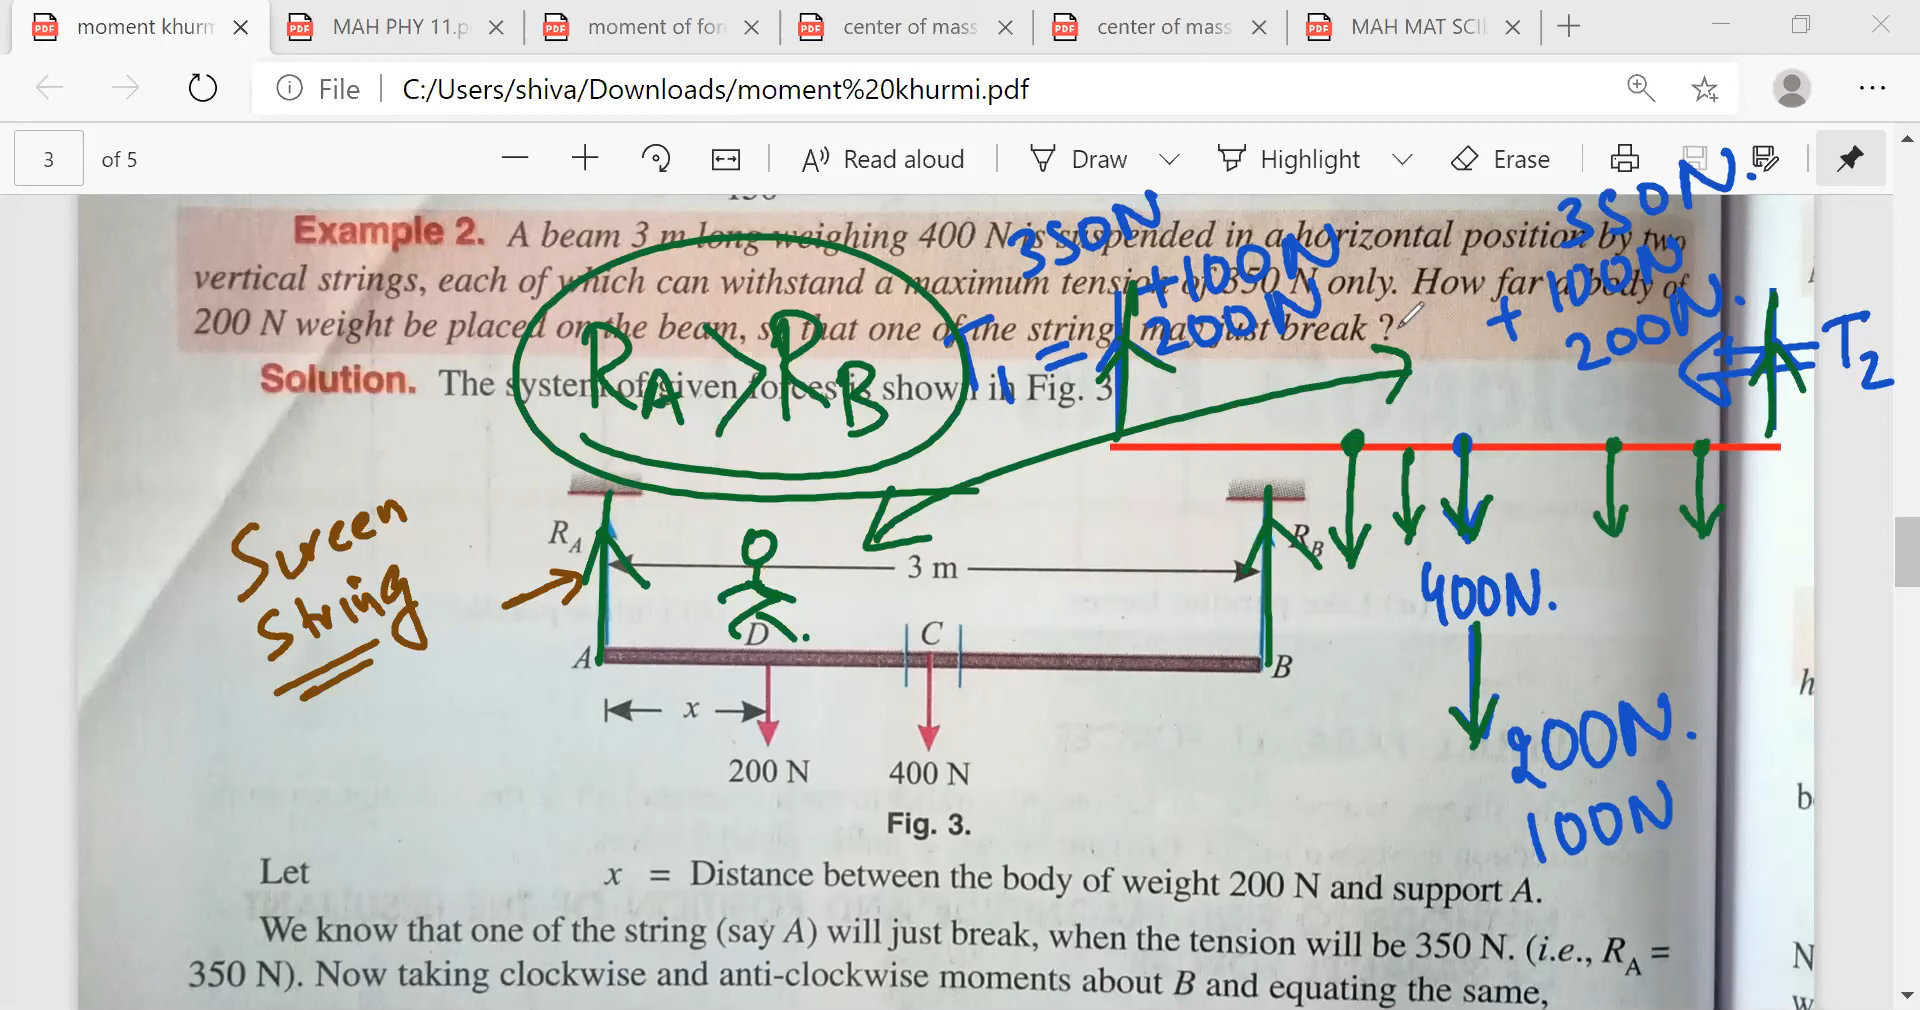 moment khurm
MAH PHY 11.p
moment of for
center of mass
center of mass
MAH MAT SCI
File
C:/Users/shiva/Downloads/moment%20khurmi.pdf
3 of 5
Read aloud
Draw
Highlight
Erase
Example 2. A beam 3 m long weighing 400 N is suspended in a horizontal position by two
vertical strings, each of which can withstand a maximum tension of 350 N only. How far a body of
200 N weight be placed on the beam, so that one of the strings may just break ?
Solution. The system of given forces is shown in Fig. 3
350N
+100N
200N
T1 =
350N.
+100N
200N.
T2
RA > RB
Screen
string
RA
RB
3 m
D
C
A
B
x
200 N
400 N
Fig. 3.
400N.
200N.
100N
Let x = Distance between the body of weight 200 N and support A.
We know that one of the string (say A) will just break, when the tension will be 350 N. (i.e., RA =
350 N). Now taking clockwise and anti-clockwise moments about B and equating the same,
h
b
N
w